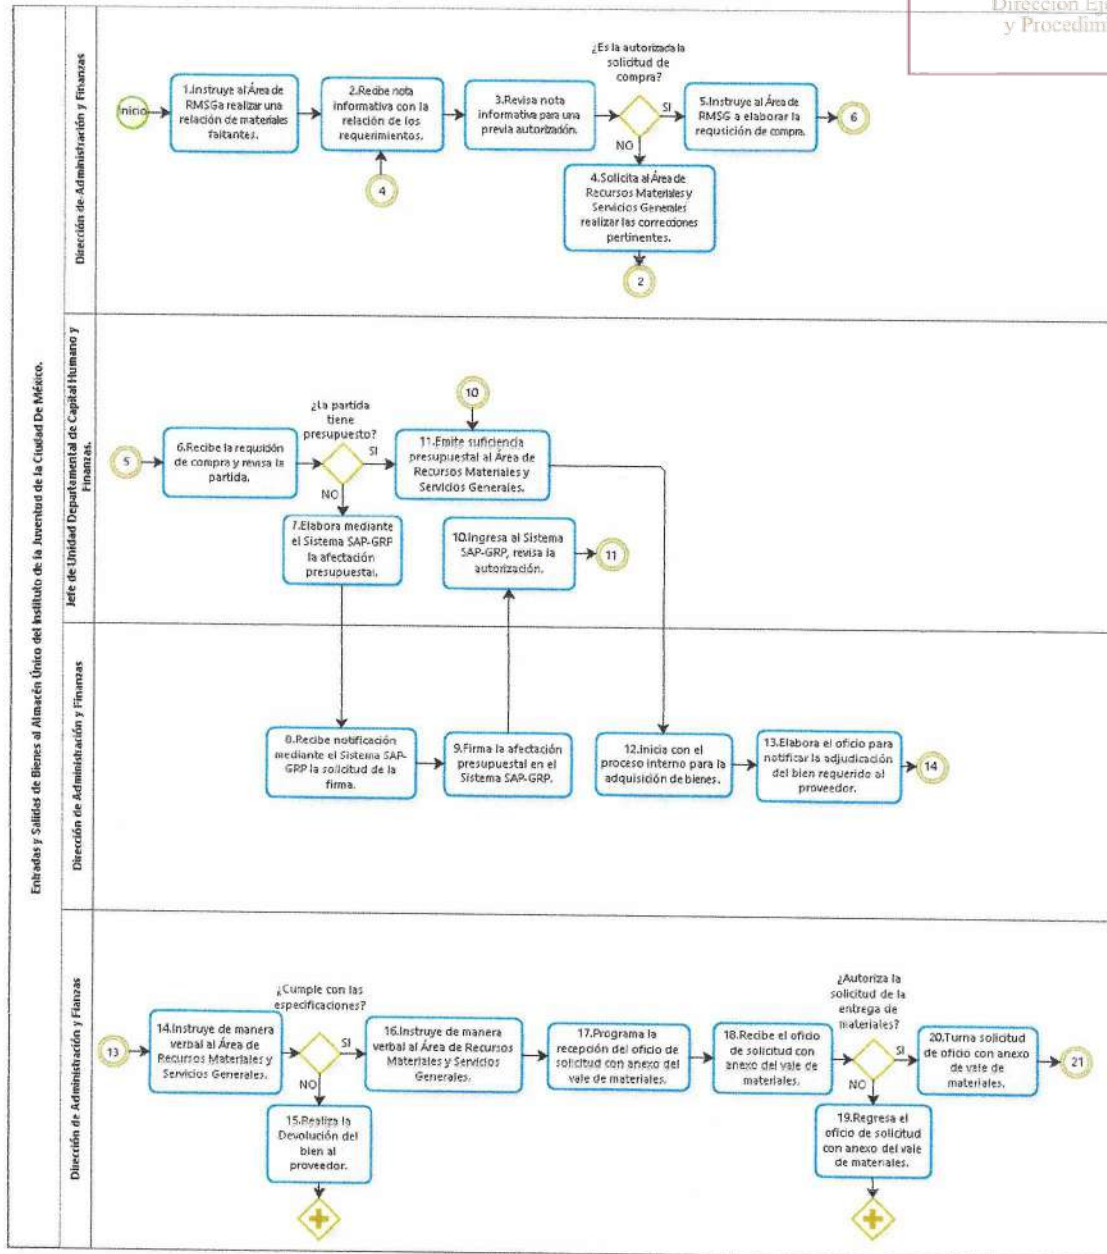 Dirección Eje
y Procedim
Entradas y Salidas de Bienes al Almacén Único del Instituto de la Juventud de la Ciudad De México.
Dirección de Administración y Finanzas
Inicio
1.Instruye al Área de
RMSGa realizar una
relación de materiales
faltantes.
2.Recibe nota
informativa con la
relación de los
requerimientos.
4
3.Revisa nota
informativa para una
previa autorización.
¿Es la autorizada la
solicitud de
compra?
SI
NO
5.Instruye al Área de
RMSG a elaborar la
requsición de compra.
6
4.Solicita al Área de
Recursos Materiales y
Servicios Generales
realizar las correcciones
pertinentes.
2
Jefe de Unidad Departamental de Capital Humano y
Finanzas.
5
6.Recibe la requsición
de compra y revisa la
partida.
¿La partida
tiene
presupuesto?
SI
NO
10
11.Emite suficiencia
presupuestal al Área de
Recursos Materiales y
Servicios Generales.
7.Elabora mediante
el Sistema SAP-GRP
la afectación
presupuestal.
10.Ingresa al Sistema
SAP-GRP, revisa la
autorización.
11
Dirección de Administración y Finanzas
8.Recibe notificación
mediante el Sistema SAP-
GRP la solicitud de la
firma.
9.Firma la afectación
presupuestal en el
Sistema SAP-GRP.
12.Inicia con el
proceso interno para la
adquisición de bienes.
13.Elabora el oficio para
notificar la adjudicación
del bien requerido al
proveedor.
14
Dirección de Administración y Fianzas
13
14.Instruye de manera
verbal al Área de
Recursos Materiales y
Servicios Generales.
¿Cumple con las
especificaciones?
SI
NO
15.Realiza la
Devolución del
bien al
proveedor.
16.Instruye de manera
verbal al Área de Recursos
Materiales y Servicios
Generales.
17.Programa la
recepción del oficio de
solicitud con anexo del
vale de materiales.
18.Recibe el oficio
de solicitud con
anexo del vale de
materiales.
¿Autoriza la
solicitud de la
entrega de
materiales?
SI
NO
19.Regresa el
oficio de solicitud
con anexo del vale
de materiales.
20.Turna solicitud
de oficio con anexo
de vale de
materiales.
21